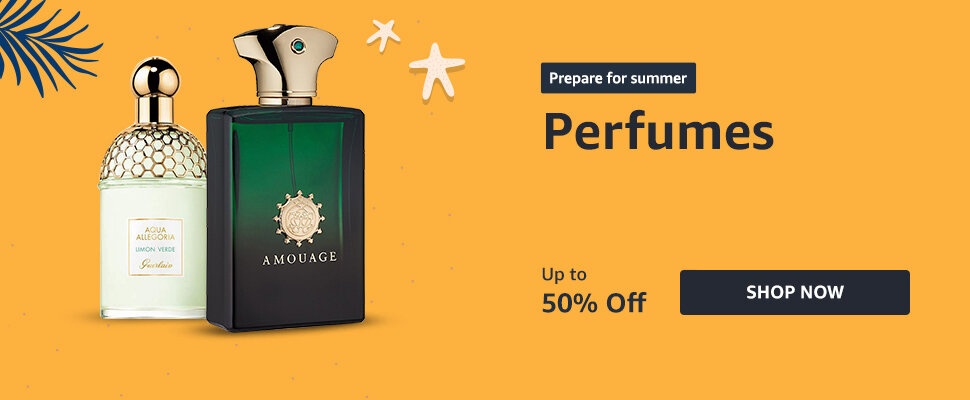 Prepare for summer
Perfumes
Up to
50% Off
SHOP NOW
AQUA
ALLEGORIA
LIMON VERDE
Guerlain
AMOUAGE